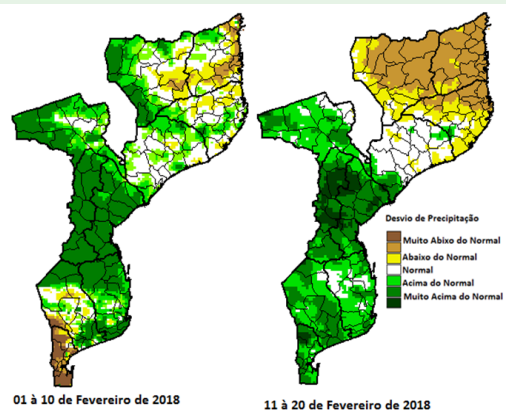 Desvio de Precipitação
Muito Abixo do Normal
Abaixo do Normal
Normal
Acima do Normal
Muito Acima do Normal
01 à 10 de Fevereiro de 2018
11 à 20 de Fevereiro de 2018